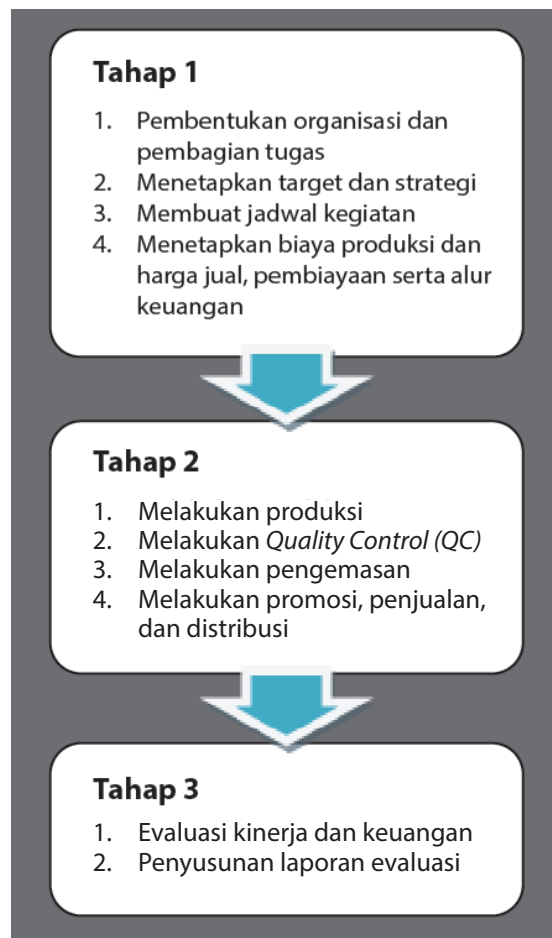 Tahap 1
1. Pembentukan organisasi dan
pembagian tugas
2. Menetapkan target dan strategi
3. Membuat jadwal kegiatan
4. Menetapkan biaya produksi dan
harga jual, pembiayaan serta alur
keuangan
Tahap 2
1. Melakukan produksi
2. Melakukan Quality Control (QC)
3. Melakukan pengemasan
4. Melakukan promosi, penjualan,
dan distribusi
Tahap 3
1. Evaluasi kinerja dan keuangan
2. Penyusunan laporan evaluasi